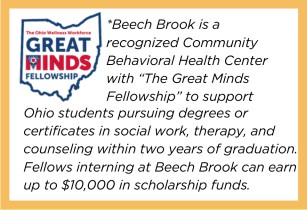 The Ohio Wellness Workforce
GREAT
MINDS
FELLOWSHIP
*Beech Brook is a
recognized Community
Behavioral Health Center
with “The Great Minds
Fellowship” to support
Ohio students pursuing degrees or
certificates in social work, therapy, and
counseling within two years of graduation.
Fellows interning at Beech Brook can earn
up to $10,000 in scholarship funds.